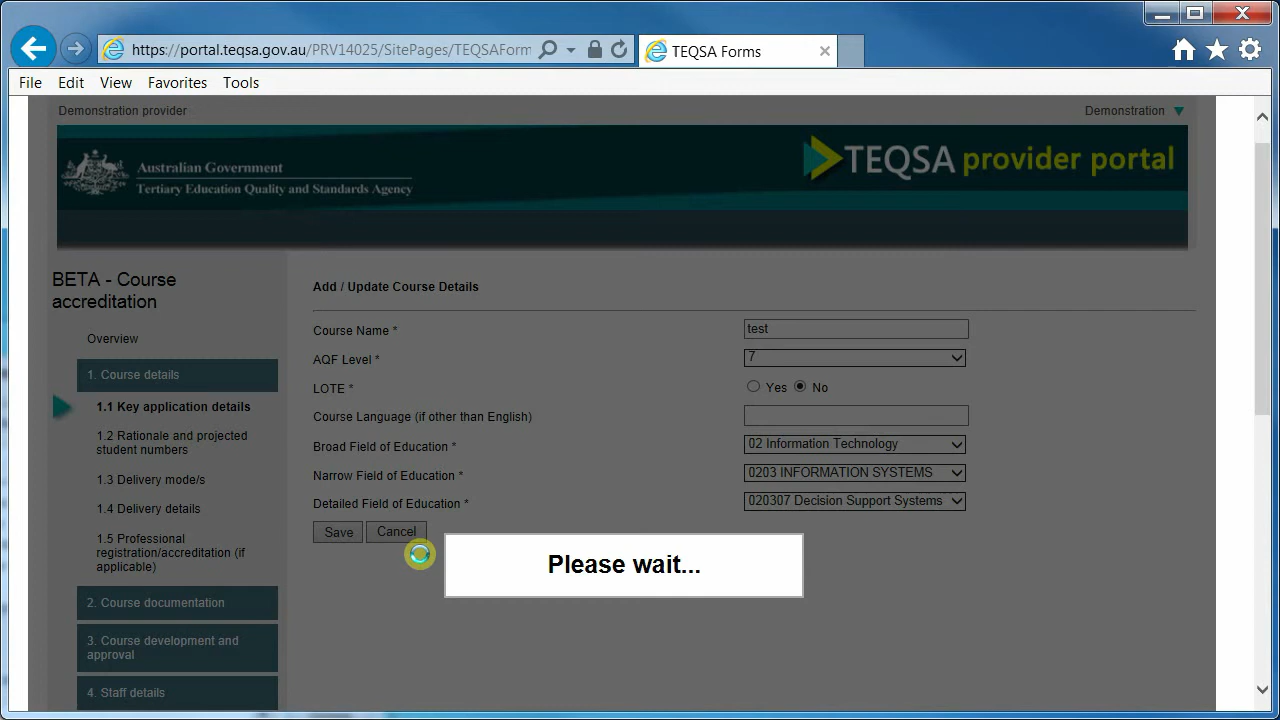 https://portal.teqsa.gov.au/PRV14025/SitePages/TEQSAForm
TEQSA Forms
File Edit View Favorites Tools
Demonstration provider
Demonstration
Australian Government
Tertiary Education Quality and Standards Agency
TEQSA provider portal
BETA - Course
accreditation
Overview
1. Course details
1.1 Key application details
1.2 Rationale and projected
student numbers
1.3 Delivery mode/s
1.4 Delivery details
1.5 Professional
registration/accreditation (if
applicable)
2. Course documentation
3. Course development and
approval
4. Staff details
Add / Update Course Details
Course Name * test
AQF Level * 7
LOTE * Yes No
Course Language (if other than English)
Broad Field of Education * 02 Information Technology
Narrow Field of Education * 0203 INFORMATION SYSTEMS
Detailed Field of Education * 020307 Decision Support Systems
Save Cancel
Please wait...